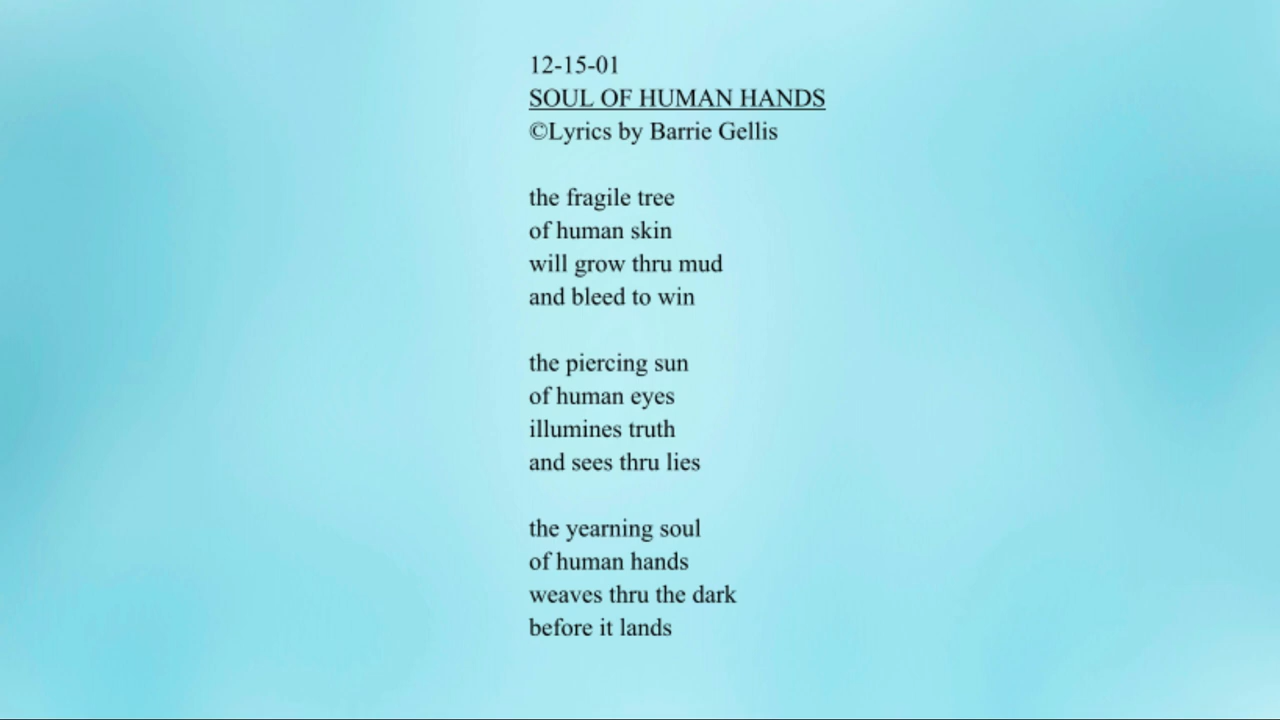 12-15-01
SOUL OF HUMAN HANDS
©Lyrics by Barrie Gellis
the fragile tree
of human skin
will grow thru mud
and bleed to win
the piercing sun
of human eyes
illumines truth
and sees thru lies
the yearning soul
of human hands
weaves thru the dark
before it lands